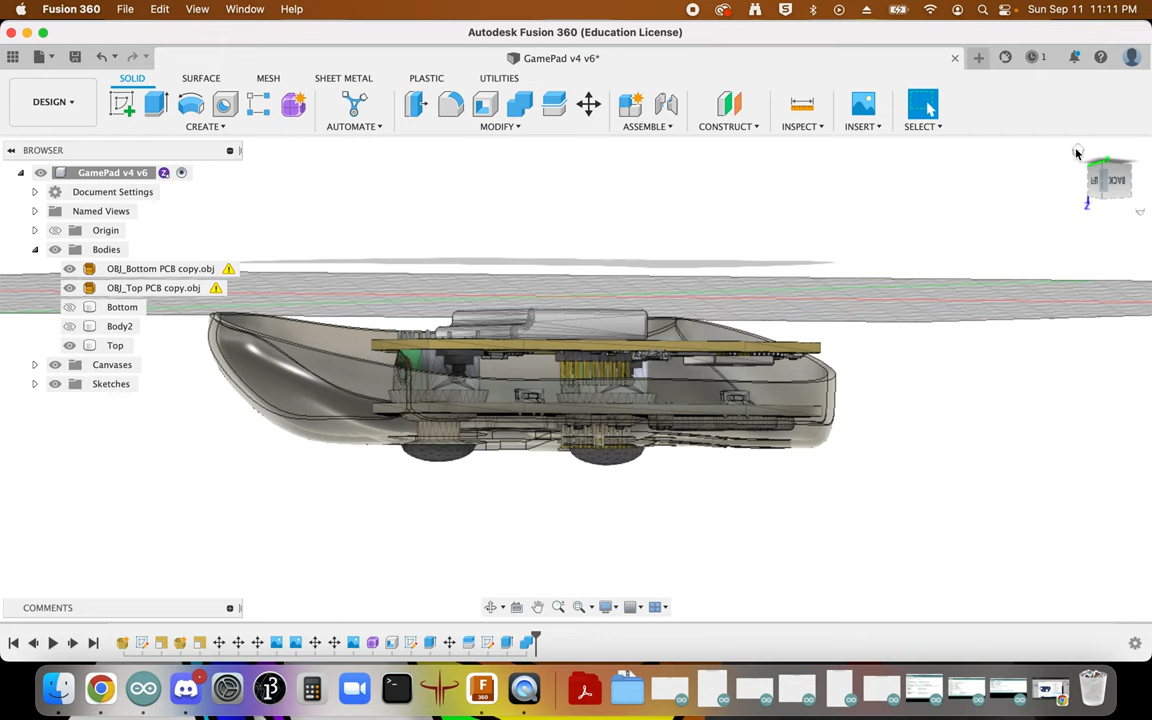 Fusion 360 File Edit View Window Help Sun Sep 11 11:11 PM
Autodesk Fusion 360 (Education License)
GamePad v4 v6* 1
SOLID SURFACE MESH SHEET METAL PLASTIC UTILITIES
DESIGN
CREATE AUTOMATE MODIFY ASSEMBLE CONSTRUCT INSPECT INSERT SELECT
BROWSER
GamePad v4 v6
Document Settings
Named Views
Origin
Bodies
OBJ_Bottom PCB copy.obj
OBJ_Top PCB copy.obj
Bottom
Body2
Top
Canvases
Sketches
BACK
Z
COMMENTS